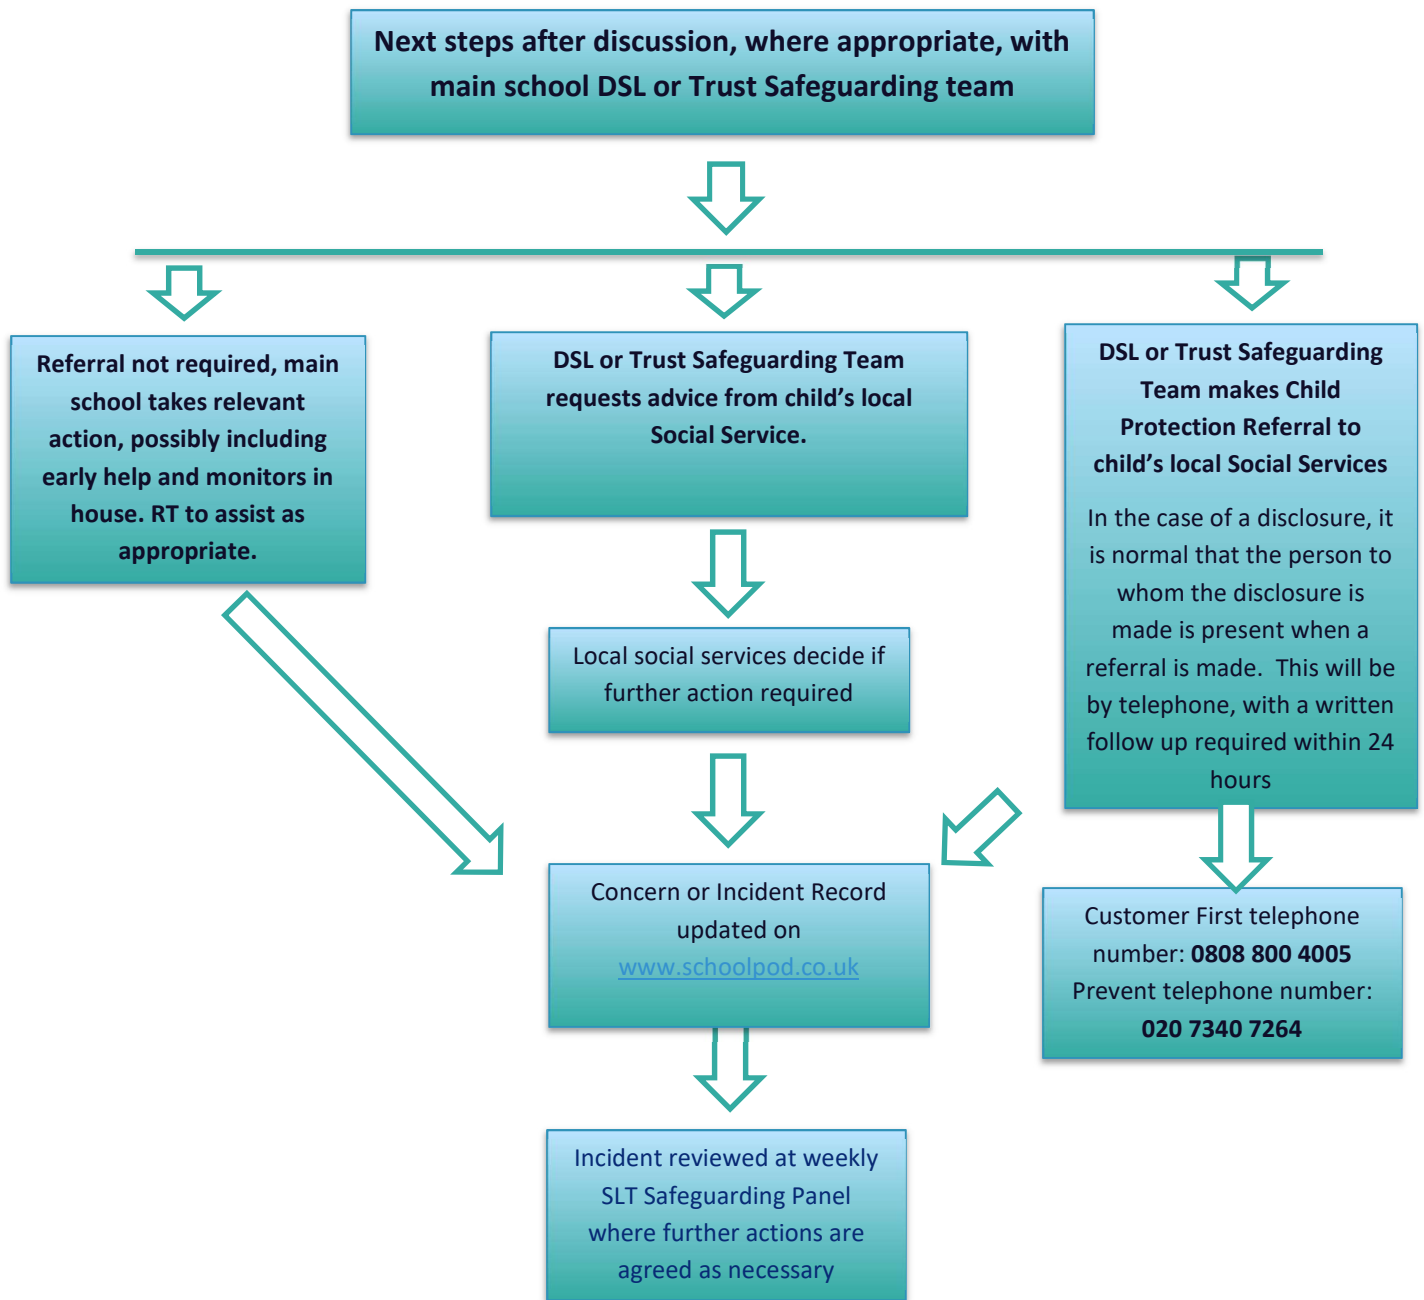 Next steps after discussion, where appropriate, with
main school DSL or Trust Safeguarding team
Referral not required, main
school takes relevant
action, possibly including
early help and monitors in
house. RT to assist as
appropriate.
DSL or Trust Safeguarding Team
requests advice from child’s local
Social Service.
DSL or Trust Safeguarding
Team makes Child
Protection Referral to
child’s local Social Services
In the case of a disclosure, it
is normal that the person to
whom the disclosure is
made is present when a
referral is made.  This will be
by telephone, with a written
follow up required within 24
hours
Local social services decide if
further action required
Concern or Incident Record
updated on
www.schoolpod.co.uk
Customer First telephone
number: 0808 800 4005
Prevent telephone number:
020 7340 7264
Incident reviewed at weekly
SLT Safeguarding Panel
where further actions are
agreed as necessary